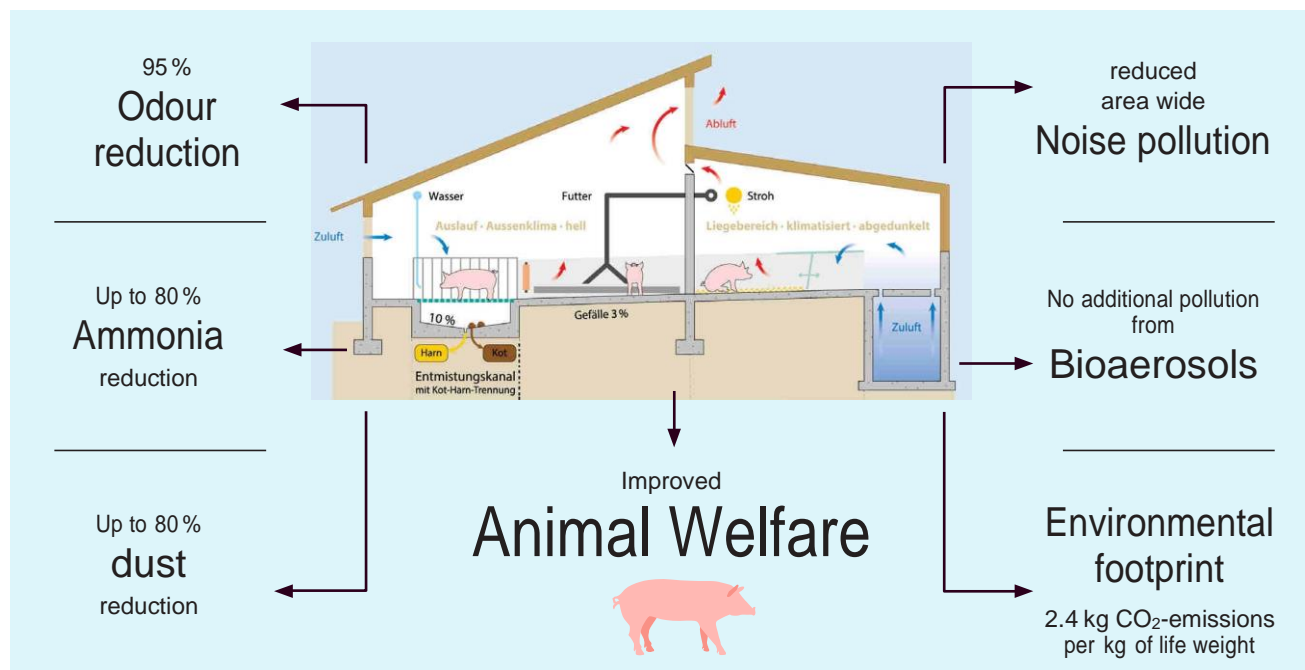 95 %
Odour
reduction
Up to 80 %
Ammonia
reduction
Up to 80 %
dust
reduction
Abluft
Wasser
Futter
Stroh
Auslauf · Aussenklima · hell
Liegebereich · klimatisiert · abgedunkelt
Zuluft
10 %
Gefälle 3 %
Zuluft
Harn
Kot
Entmistungskanal
mit Kot-Harn-Trennung
Improved
Animal Welfare
reduced
area wide
Noise pollution
No additional pollution
from
Bioaerosols
Environmental
footprint
2.4 kg CO₂-emissions
per kg of life weight